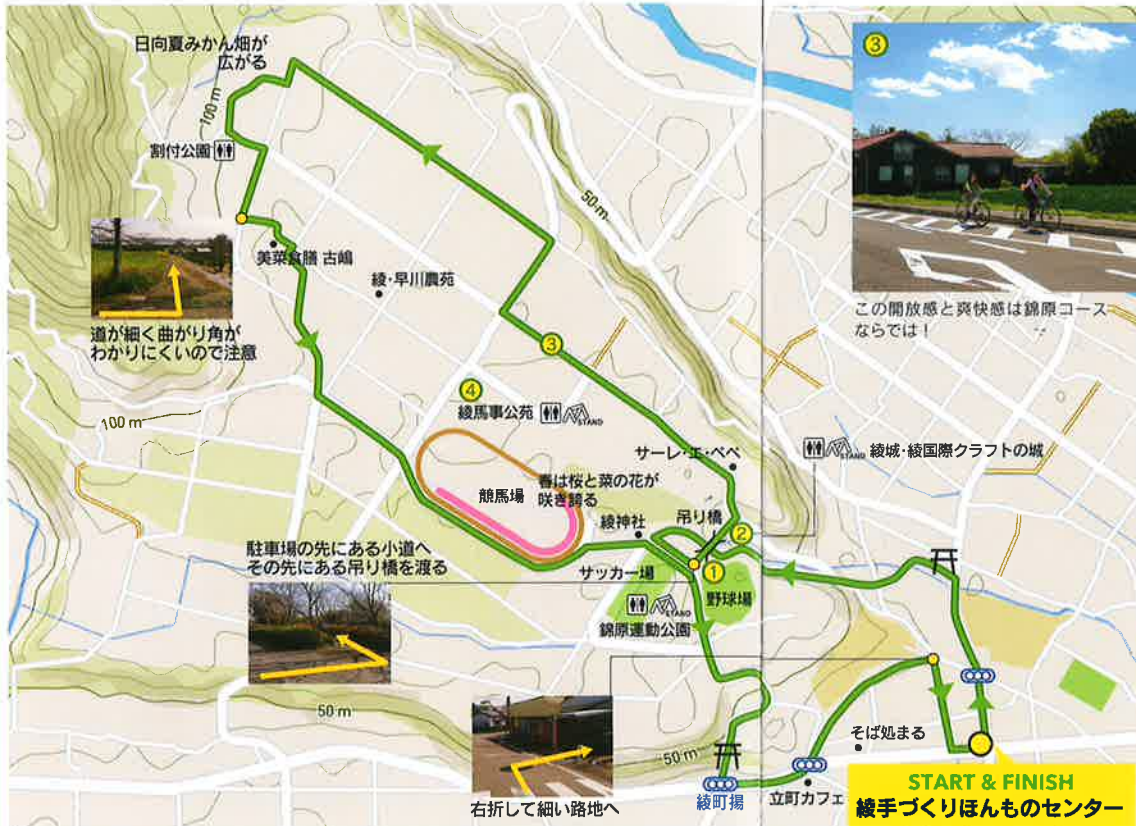 日向夏みかん畑が
広がる
100m
割付公園
美菜食膳 古嶋
綾・早川農苑
道が細く曲がり角が
わかりにくいので注意
100m
50m
③
この開放感と爽快感は錦原コース
ならでは！
③
④
綾馬事公苑
STAND
サーレ・エ・ペペ
STAND
綾城・綾国際クラフトの城
競馬場
春は桜と菜の花が
咲き誇る
綾神社
吊り橋
②
①
サッカー場
野球場
STAND
錦原運動公園
駐車場の先にある小道へ
その先にある吊り橋を渡る
50m
50m
右折して細い路地へ
綾町揚
立町カフェ
そば処まる
START & FINISH
綾手づくりほんものセンター